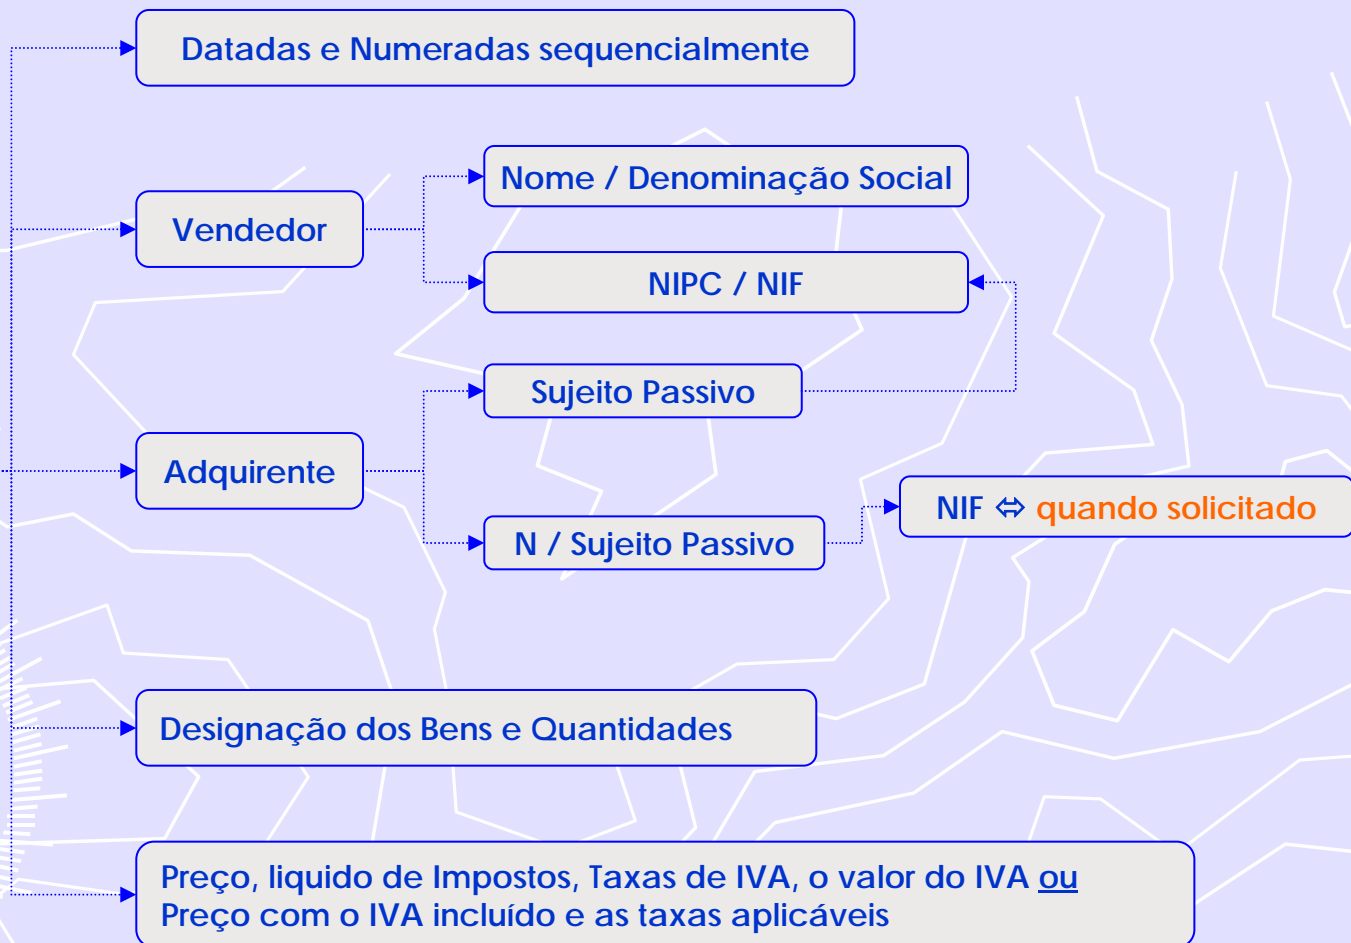 Datadas e Numeradas sequencialmente
Nome / Denominação Social
Vendedor
NIPC / NIF
Sujeito Passivo
Adquirente
NIF ⬄ quando solicitado
N / Sujeito Passivo
Designação dos Bens e Quantidades
Preço, liquido de Impostos, Taxas de IVA, o valor do IVA ou
Preço com o IVA incluído e as taxas aplicáveis